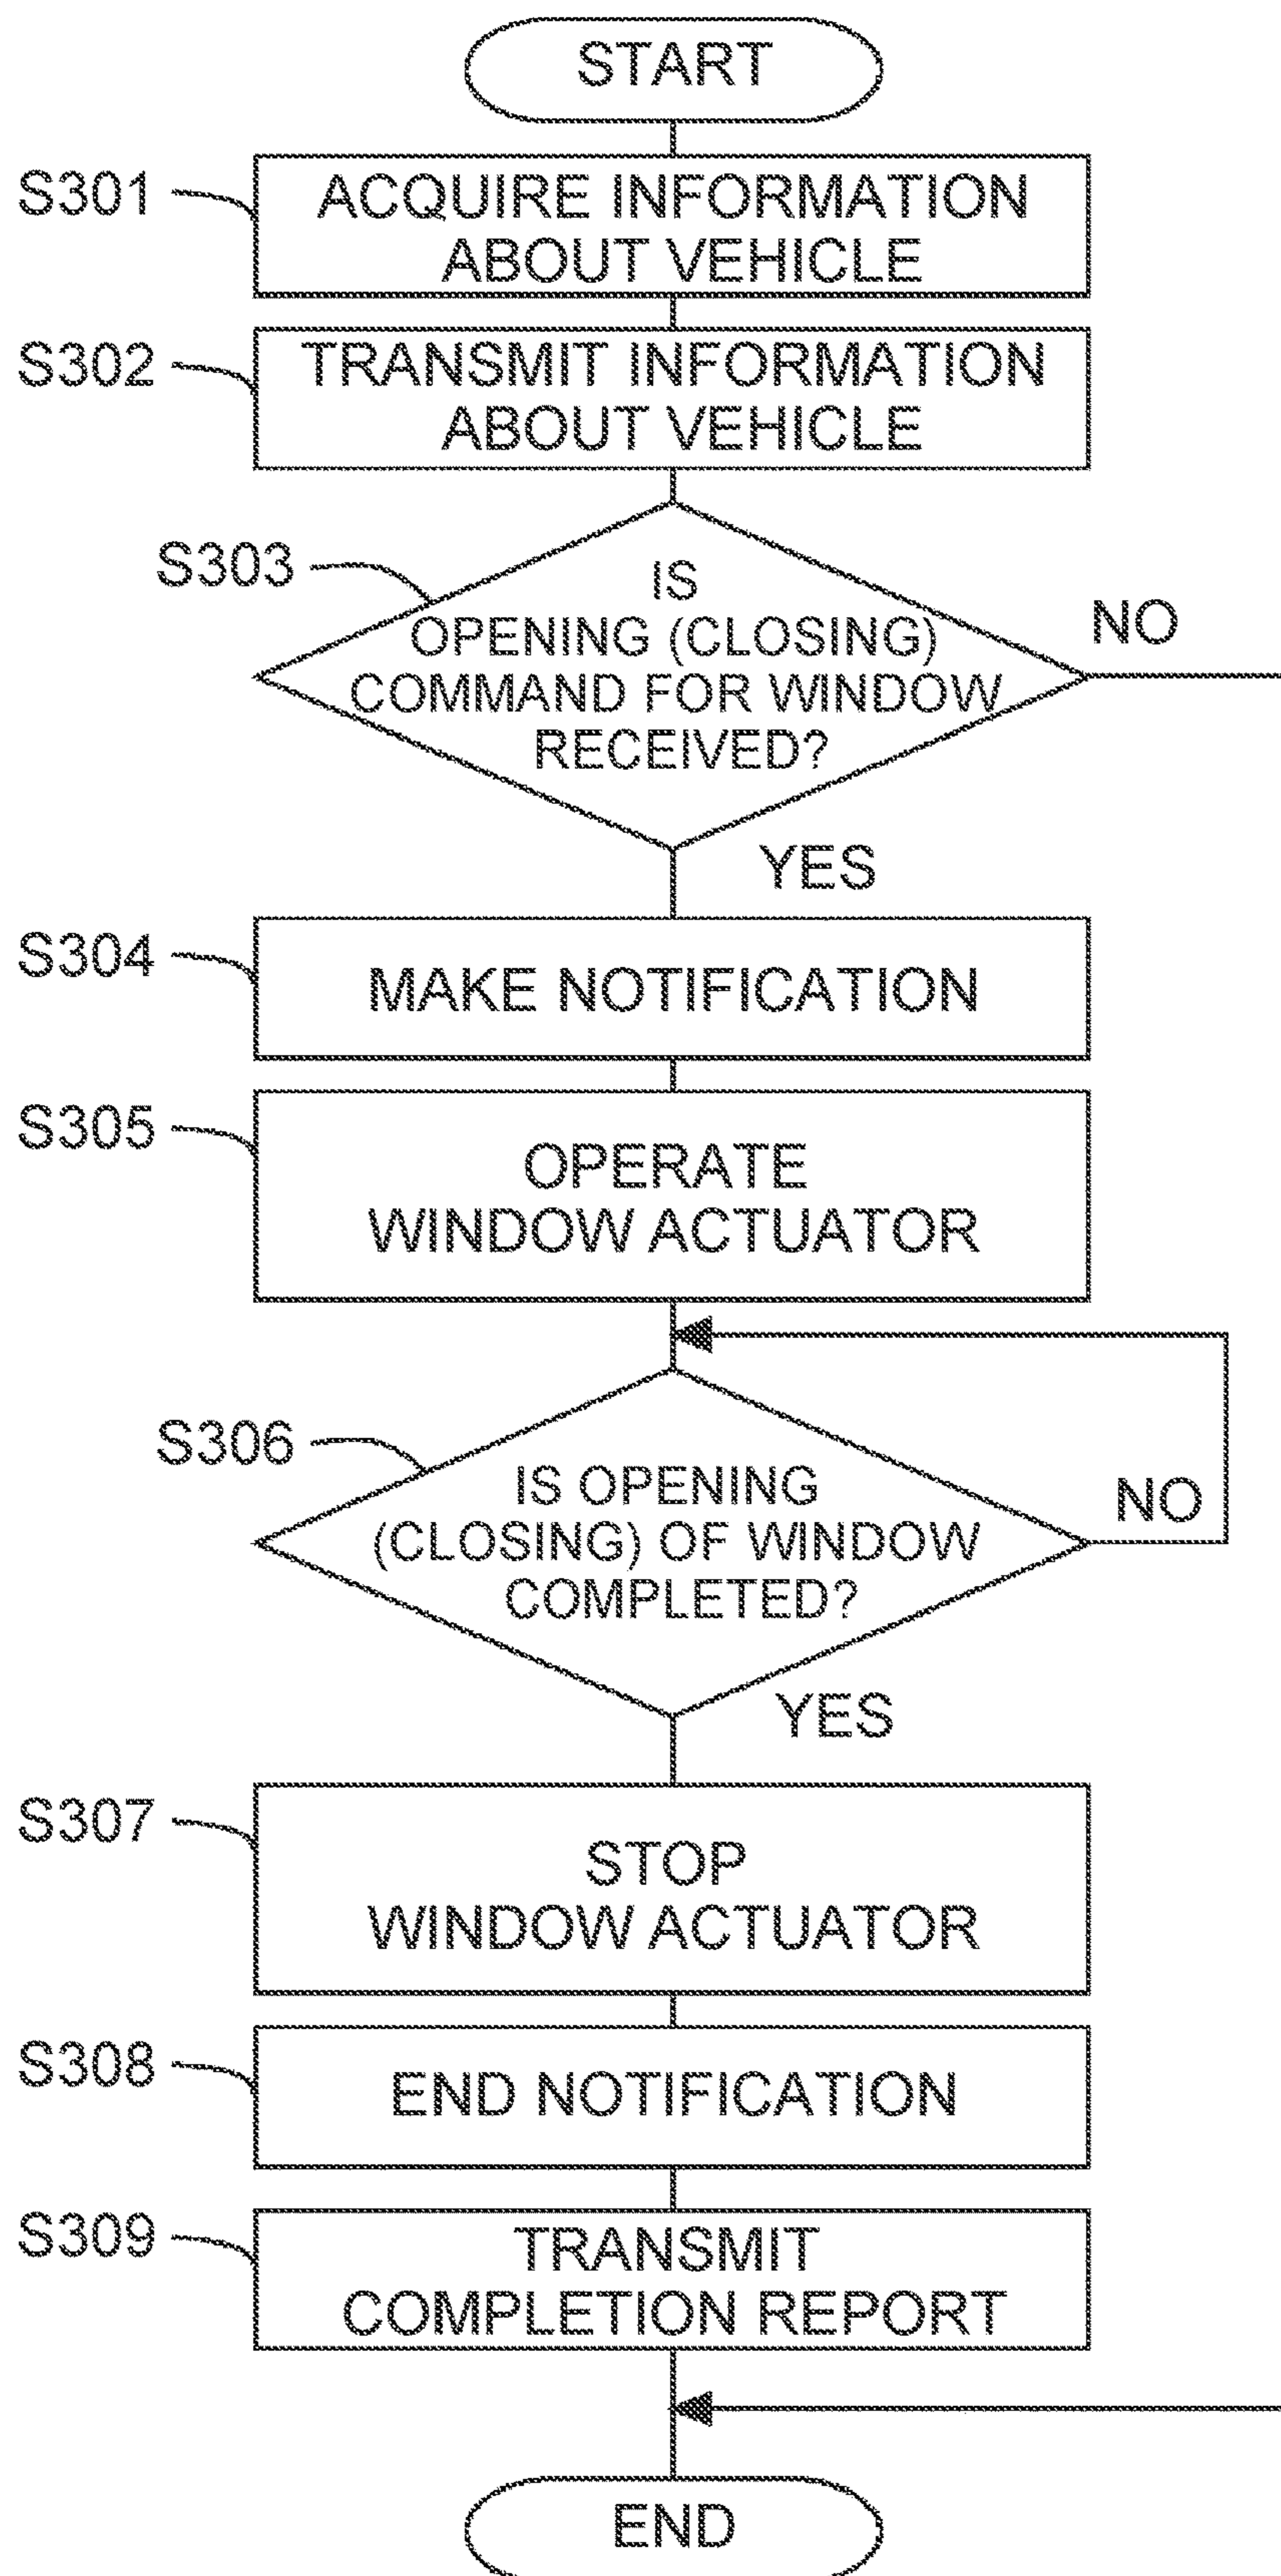 START
S301
ACQUIRE INFORMATION
ABOUT VEHICLE
S302
TRANSMIT INFORMATION
ABOUT VEHICLE
S303
IS
OPENING (CLOSING)
COMMAND FOR WINDOW
RECEIVED?
NO
YES
S304
MAKE NOTIFICATION
S305
OPERATE
WINDOW ACTUATOR
S306
IS OPENING
(CLOSING) OF WINDOW
COMPLETED?
NO
YES
S307
STOP
WINDOW ACTUATOR
S308
END NOTIFICATION
S309
TRANSMIT
COMPLETION REPORT
END